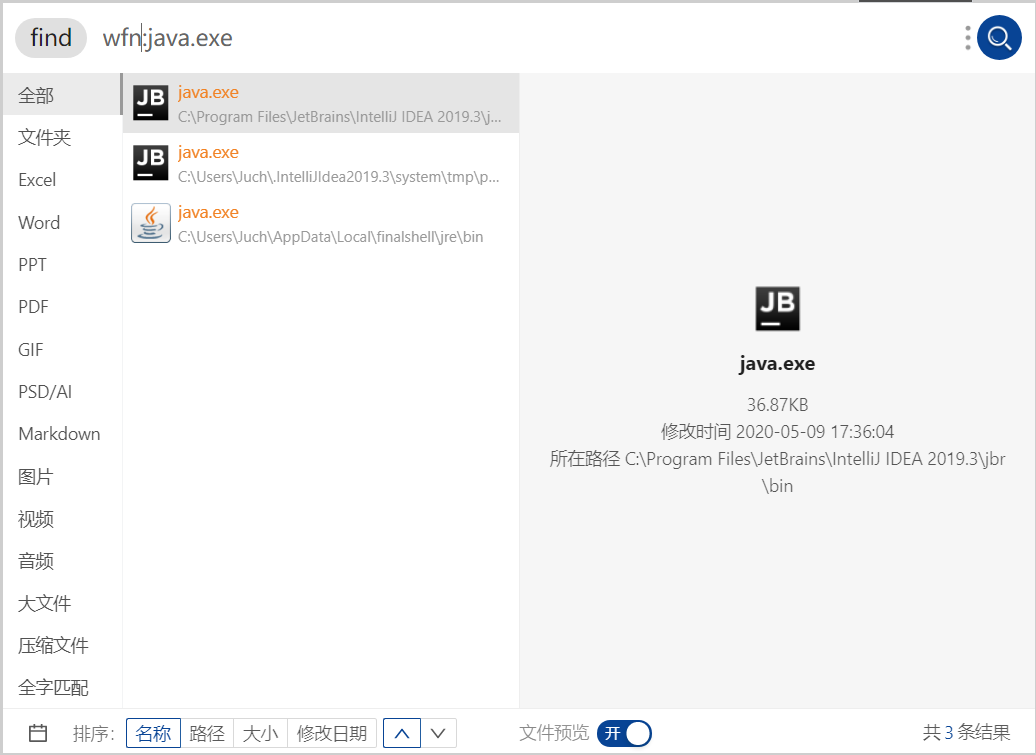 find wfn:java.exe
全部
文件夹
Excel
Word
PPT
PDF
GIF
PSD/AI
Markdown
图片
视频
音频
大文件
压缩文件
全字匹配
JB java.exe
C:\Program Files\JetBrains\IntelliJ IDEA 2019.3\j...
JB java.exe
C:\Users\Juch\.IntelliJIdea2019.3\system\tmp\p...
java.exe
C:\Users\Juch\AppData\Local\finalshell\jre\bin
JB
java.exe
36.87KB
修改时间 2020-05-09 17:36:04
所在路径 C:\Program Files\JetBrains\IntelliJ IDEA 2019.3\jbr
\bin
排序: 名称 路径 大小 修改日期 文件预览 开 共 3 条结果